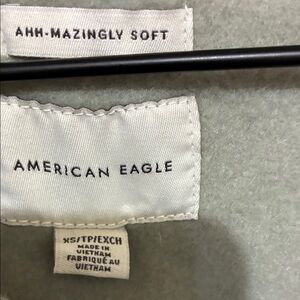 AHH-MAZINGLY SOFT
AMERICAN EAGLE
XS/TP/EXCH
MADE IN
VIETNAM
FABRIQUÉ AU
VIETNAM